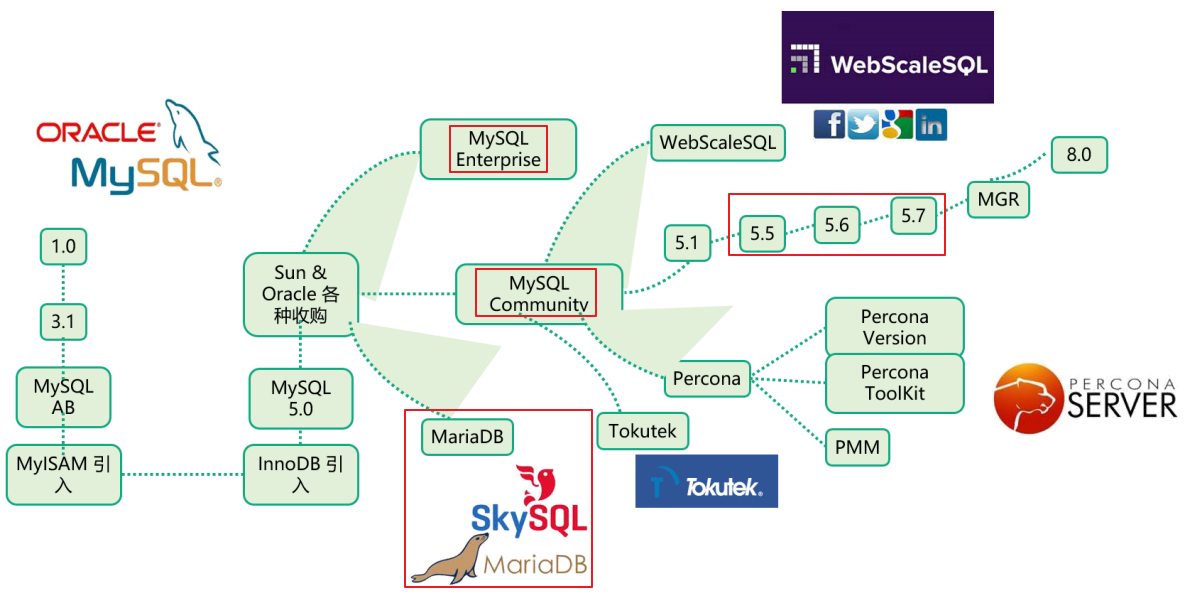 WebScaleSQL
f
g
in
ORACLE
MySQL
MySQL
Enterprise
WebScaleSQL
8.0
MGR
5.7
5.6
5.5
5.1
1.0
Sun &
Oracle 各
种收购
MySQL
Community
3.1
Percona
Version
Percona
ToolKit
PERCONA
SERVER
MySQL
AB
MySQL
5.0
Percona
MariaDB
Tokutek
PMM
MyISAM 引
入
InnoDB 引
入
T TOKUTEK
SkySQL
MariaDB